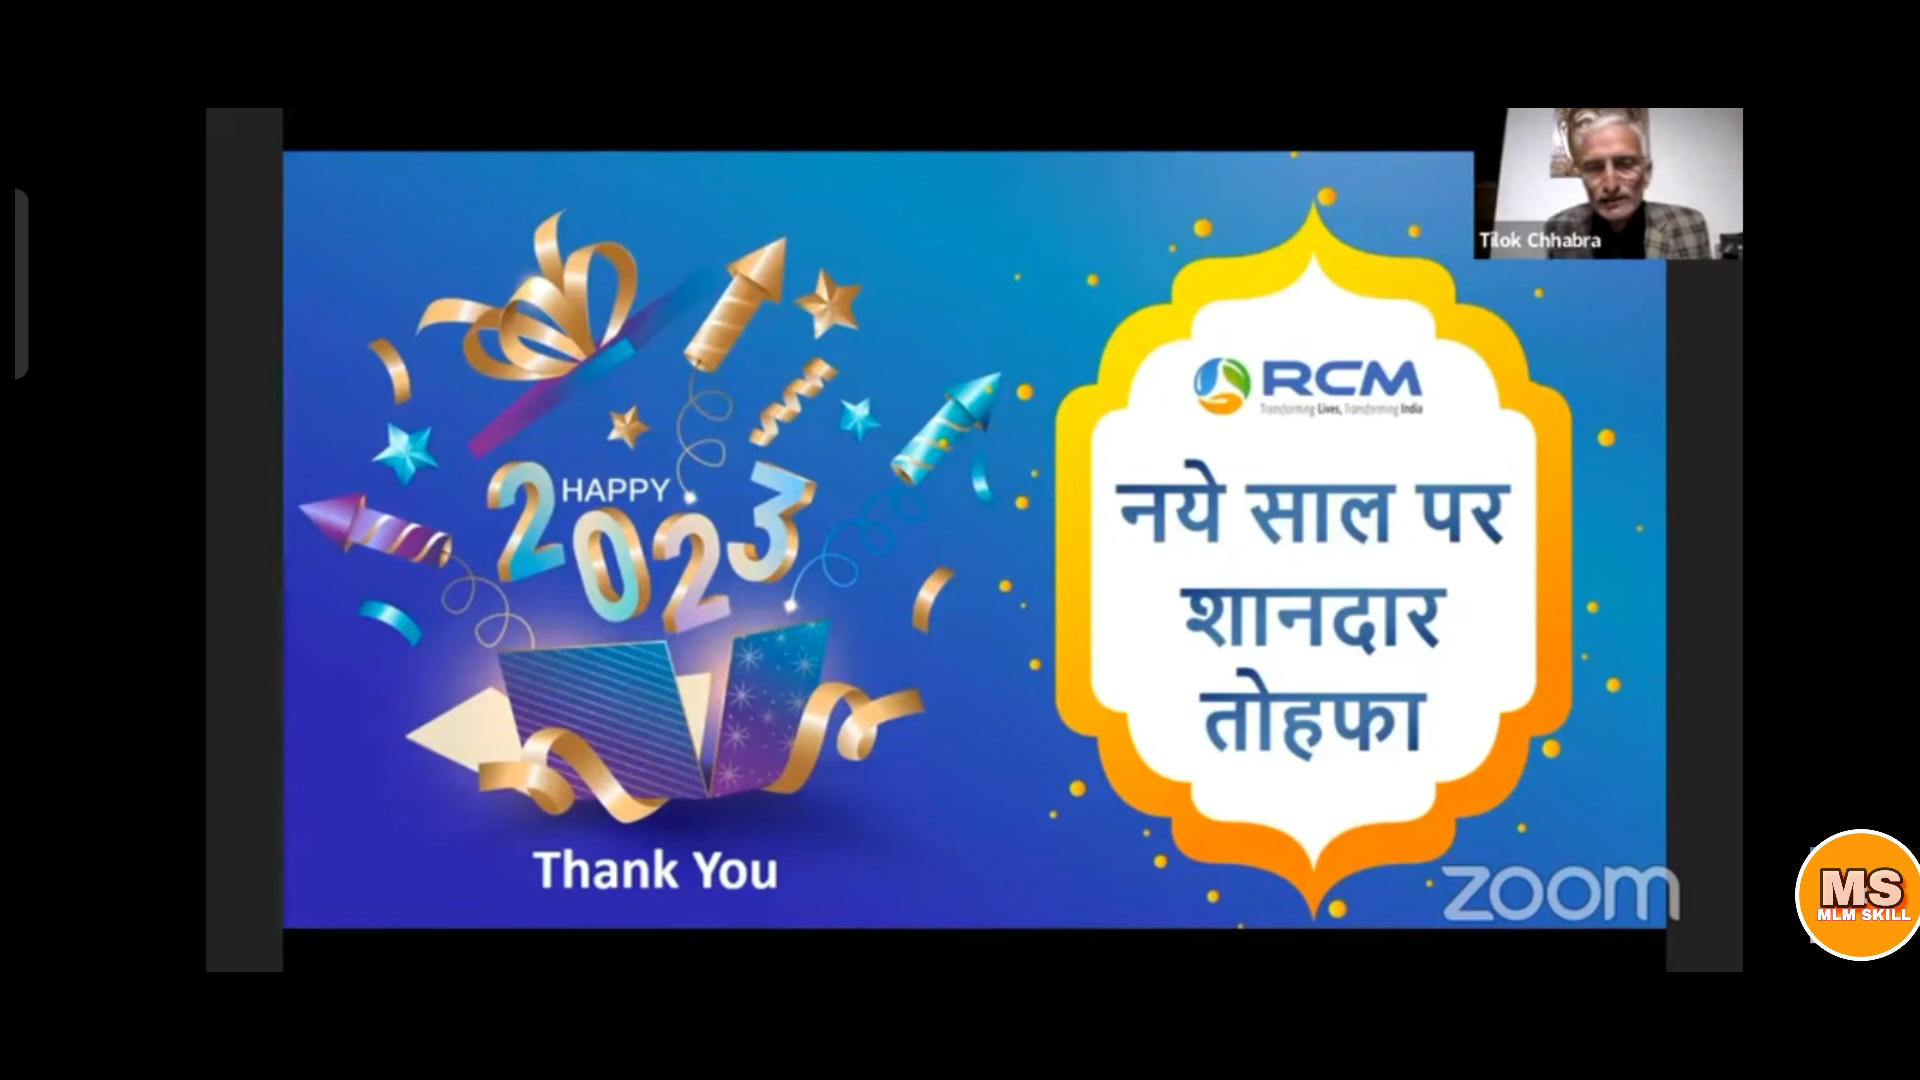 Tilok Chhabra
RCM
Transforming Lives, Transforming India
HAPPY
2023
नये साल पर
शानदार
तोहफा
Thank You
zoom
MS
MLM SKILL